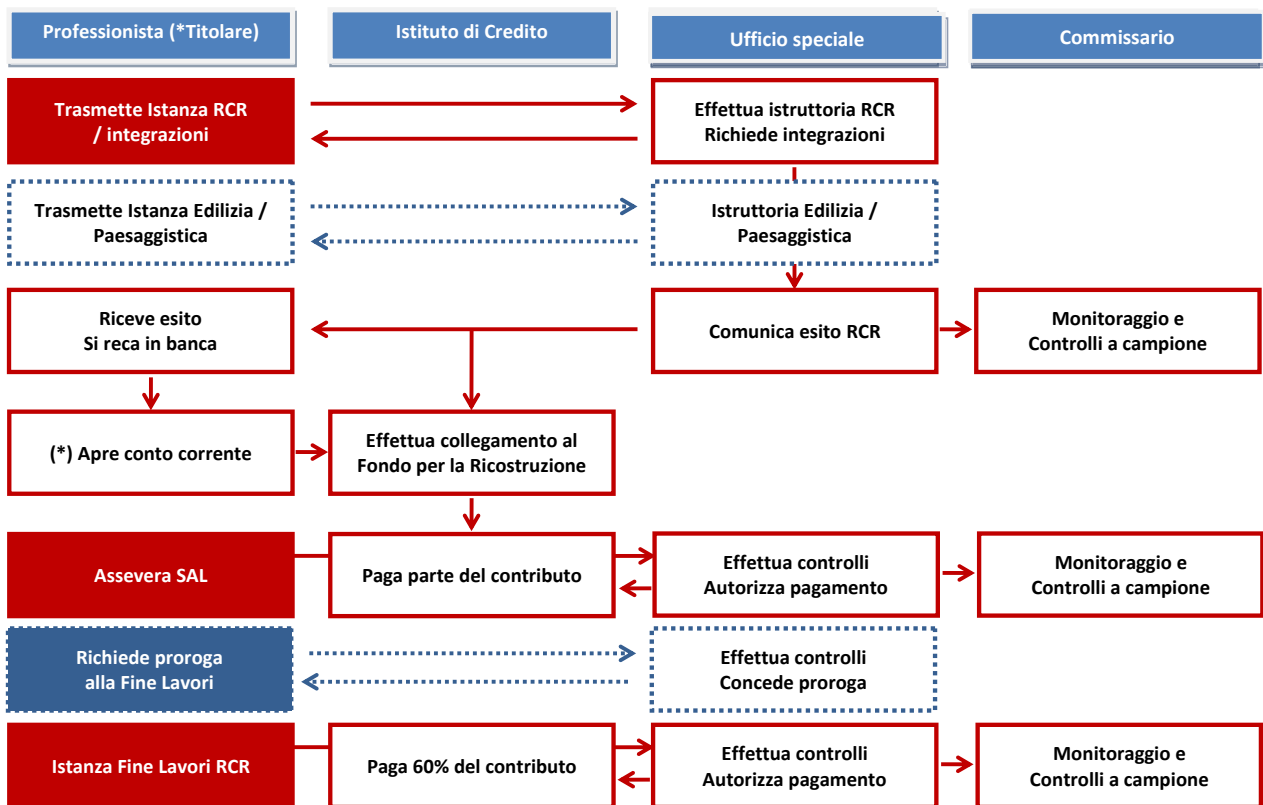 Professionista (*Titolare)
Istituto di Credito
Ufficio speciale
Commissario
Trasmette Istanza RCR
/ integrazioni
Effettua istruttoria RCR
Richiede integrazioni
Trasmette Istanza Edilizia /
Paesaggistica
Istruttoria Edilizia /
Paesaggistica
Riceve esito
Si reca in banca
Comunica esito RCR
Monitoraggio e
Controlli a campione
(*) Apre conto corrente
Effettua collegamento al
Fondo per la Ricostruzione
Assevera SAL
Paga parte del contributo
Effettua controlli
Autorizza pagamento
Monitoraggio e
Controlli a campione
Richiede proroga
alla Fine Lavori
Effettua controlli
Concede proroga
Istanza Fine Lavori RCR
Paga 60% del contributo
Effettua controlli
Autorizza pagamento
Monitoraggio e
Controlli a campione